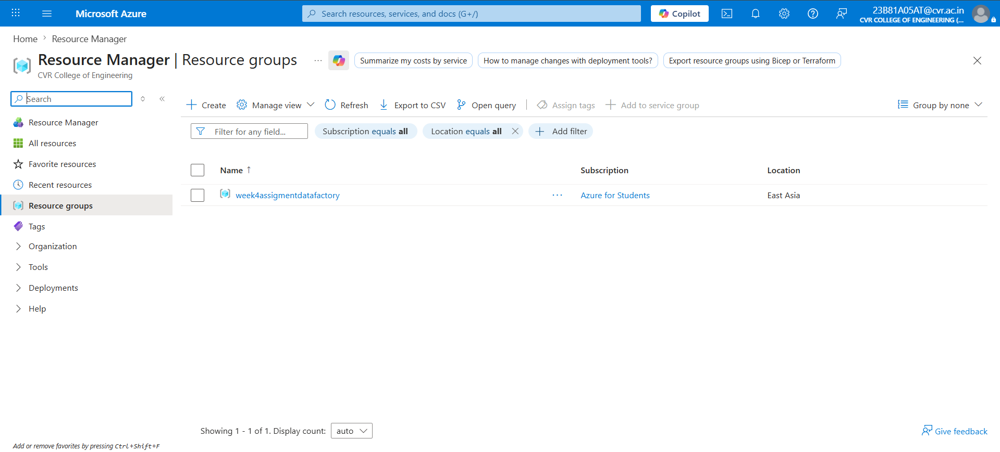 Microsoft Azure
Search resources, services, and docs (G+/)
Copilot
23B81A05AT@cvr.ac.in
CVR COLLEGE OF ENGINEERING (...
Home > Resource Manager
Resource Manager | Resource groups
...
Summarize my costs by service
How to manage changes with deployment tools?
Export resource groups using Bicep or Terraform
CVR College of Engineering
Search
Resource Manager
All resources
Favorite resources
Recent resources
Resource groups
Tags
Organization
Tools
Deployments
Help
Add or remove favorites by pressing Ctrl+Shift+F
Create
Manage view
Refresh
Export to CSV
Open query
Assign tags
Add to service group
Group by none
Filter for any field...
Subscription equals all
Location equals all
Add filter
Name ↑ Subscription Location
week4assigmentdatafactory ... Azure for Students East Asia
Showing 1 - 1 of 1. Display count: auto
Give feedback